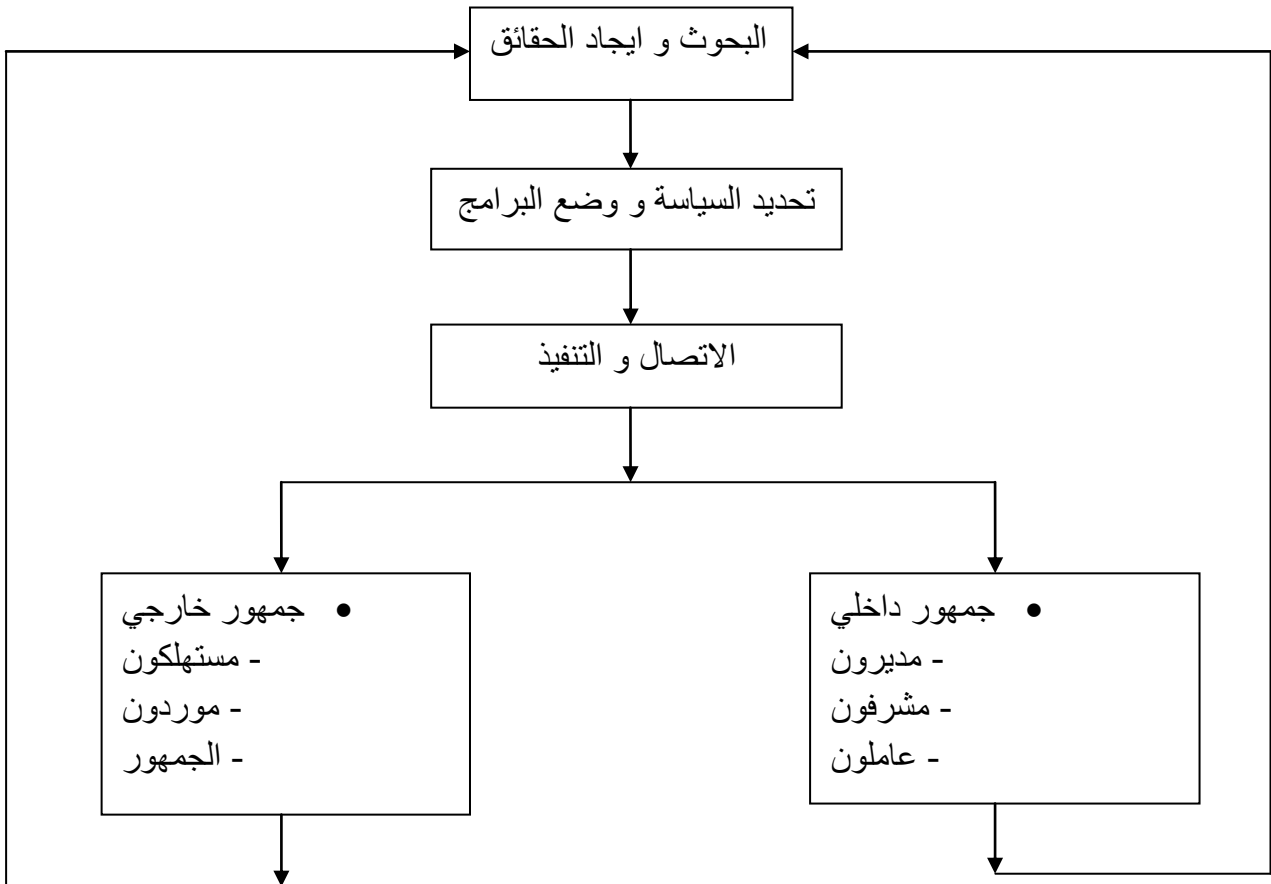 البحوث و ايجاد الحقائق
تحديد السياسة و وضع البرامج
الاتصال و التنفيذ
• جمهور داخلي
- مديرون
- مشرفون
- عاملون
• جمهور خارجي
- مستهلكون
- موردون
- الجمهور